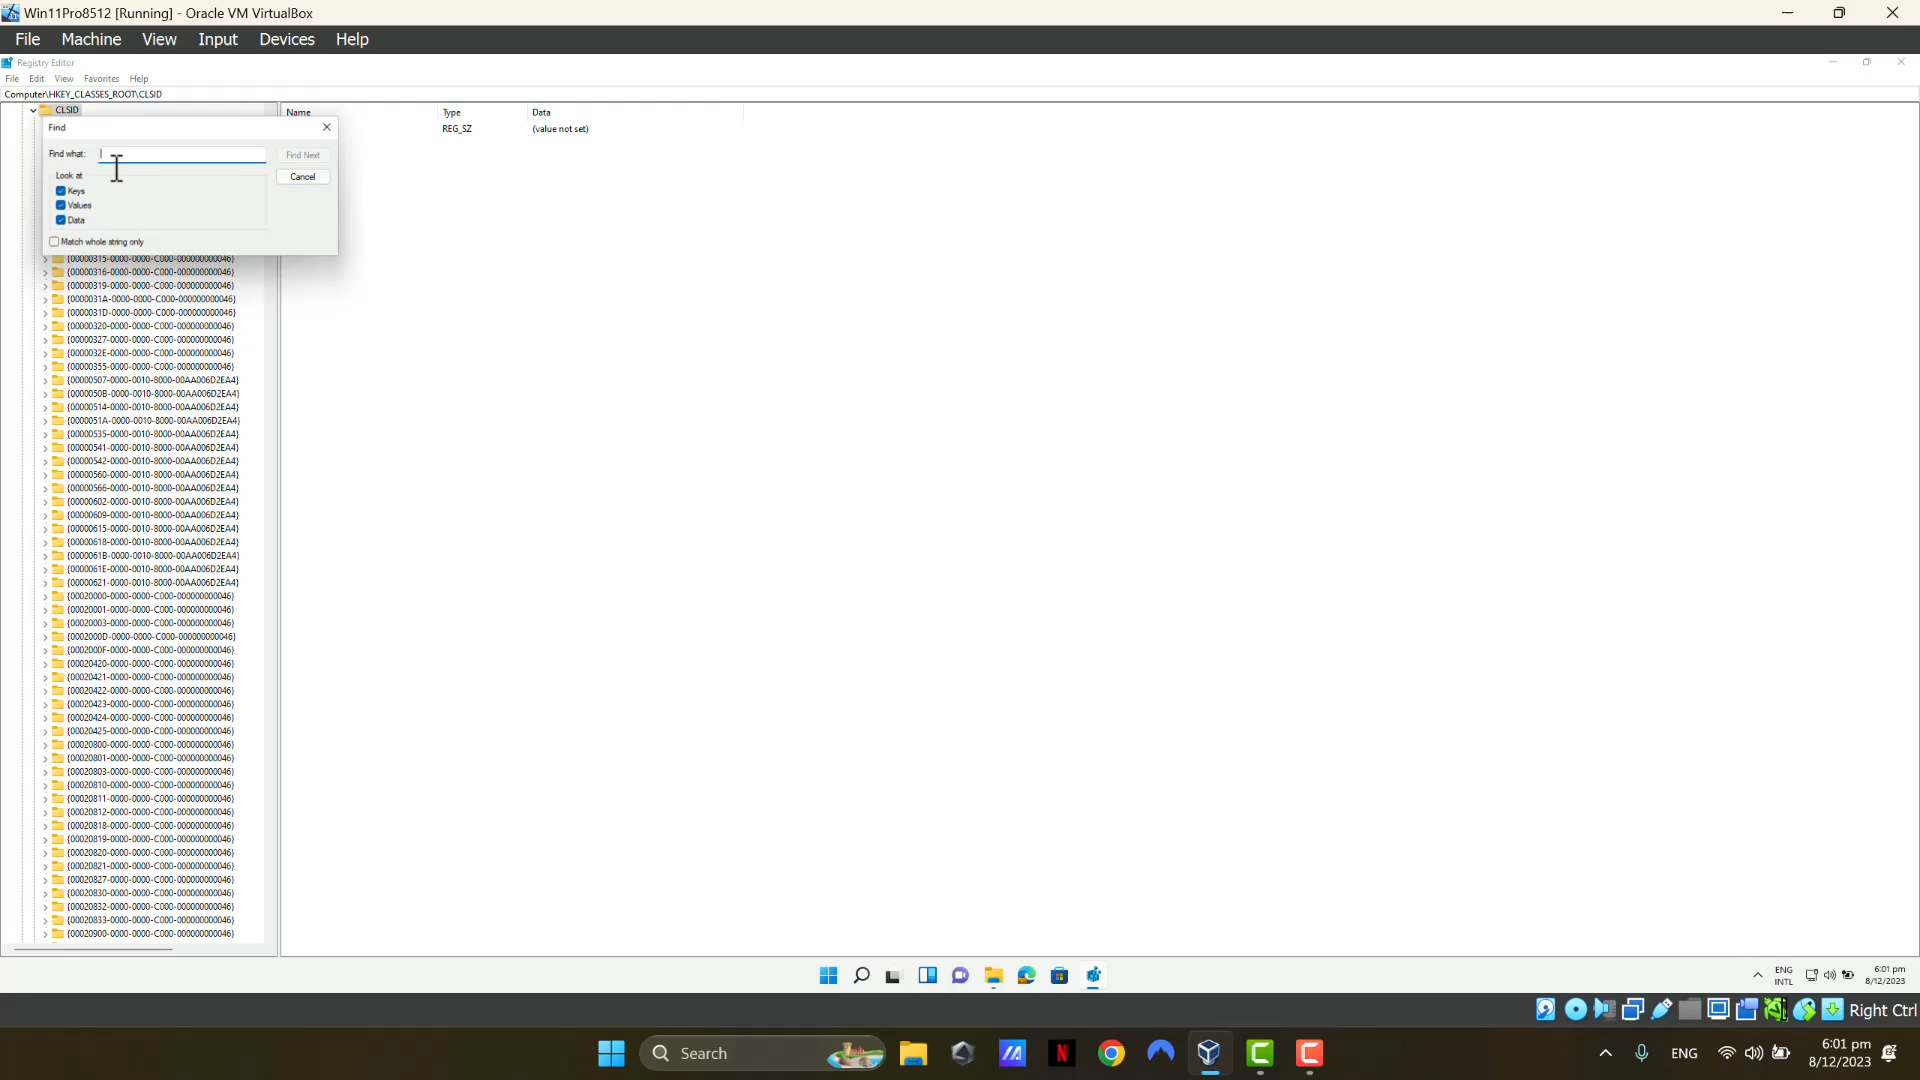 Win11Pro8512 [Running] - Oracle VM VirtualBox
File Machine View Input Devices Help
Registry Editor
File Edit View Favorites Help
Computer\HKEY_CLASSES_ROOT\CLSID
CLSID
Name Type Data
REG_SZ (value not set)
Find
Find what: Find Next
Look at Cancel
Keys
Values
Data
Match whole string only
{00000315-0000-0000-C000-000000000046}
{00000316-0000-0000-C000-000000000046}
{00000319-0000-0000-C000-000000000046}
{0000031A-0000-0000-C000-000000000046}
{0000031D-0000-0000-C000-000000000046}
{00000320-0000-0000-C000-000000000046}
{00000327-0000-0000-C000-000000000046}
{0000032E-0000-0000-C000-000000000046}
{00000355-0000-0000-C000-000000000046}
{00000507-0000-0010-8000-00AA006D2EA4}
{0000050B-0000-0010-8000-00AA006D2EA4}
{00000514-0000-0010-8000-00AA006D2EA4}
{0000051A-0000-0010-8000-00AA006D2EA4}
{00000535-0000-0010-8000-00AA006D2EA4}
{00000541-0000-0010-8000-00AA006D2EA4}
{00000542-0000-0010-8000-00AA006D2EA4}
{00000560-0000-0010-8000-00AA006D2EA4}
{00000566-0000-0010-8000-00AA006D2EA4}
{00000602-0000-0010-8000-00AA006D2EA4}
{00000609-0000-0010-8000-00AA006D2EA4}
{00000615-0000-0010-8000-00AA006D2EA4}
{00000618-0000-0010-8000-00AA006D2EA4}
{0000061B-0000-0010-8000-00AA006D2EA4}
{0000061E-0000-0010-8000-00AA006D2EA4}
{00000621-0000-0010-8000-00AA006D2EA4}
{00020000-0000-0000-C000-000000000046}
{00020001-0000-0000-C000-000000000046}
{00020003-0000-0000-C000-000000000046}
{0002000D-0000-0000-C000-000000000046}
{0002000F-0000-0000-C000-000000000046}
{00020420-0000-0000-C000-000000000046}
{00020421-0000-0000-C000-000000000046}
{00020422-0000-0000-C000-000000000046}
{00020423-0000-0000-C000-000000000046}
{00020424-0000-0000-C000-000000000046}
{00020425-0000-0000-C000-000000000046}
{00020800-0000-0000-C000-000000000046}
{00020801-0000-0000-C000-000000000046}
{00020803-0000-0000-C000-000000000046}
{00020810-0000-0000-C000-000000000046}
{00020811-0000-0000-C000-000000000046}
{00020812-0000-0000-C000-000000000046}
{00020818-0000-0000-C000-000000000046}
{00020819-0000-0000-C000-000000000046}
{00020820-0000-0000-C000-000000000046}
{00020821-0000-0000-C000-000000000046}
{00020827-0000-0000-C000-000000000046}
{00020830-0000-0000-C000-000000000046}
{00020832-0000-0000-C000-000000000046}
{00020833-0000-0000-C000-000000000046}
{00020900-0000-0000-C000-000000000046}
ENG 6:01 pm
INTL 8/12/2023
Right Ctrl
Search
ENG
6:01 pm
8/12/2023